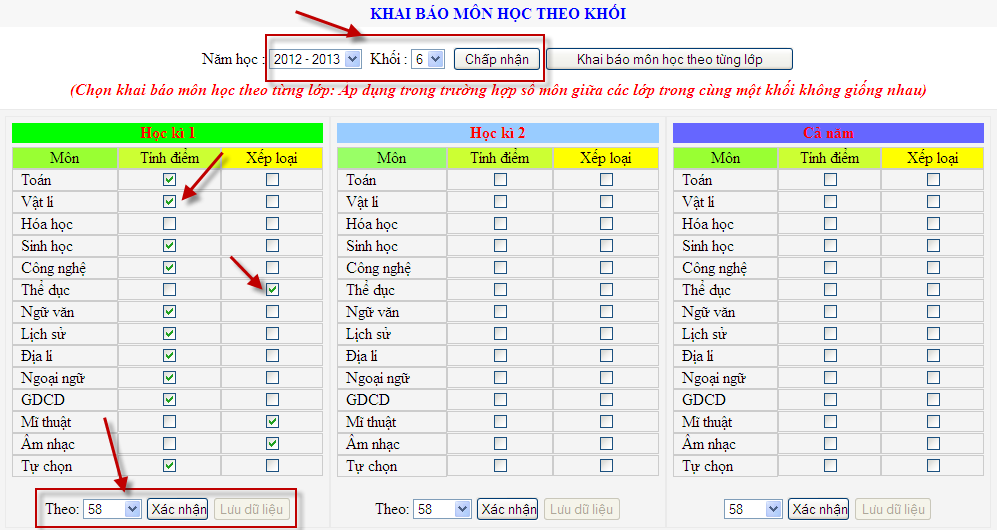 KHAI BÁO MÔN HỌC THEO KHỐI
Năm học : 2012 - 2013 Khối : 6 Chấp nhận Khai báo môn học theo từng lớp
(Chọn khai báo môn học theo từng lớp: Áp dụng trong trường hợp số môn giữa các lớp trong cùng một khối không giống nhau)
Học kì 1 Học kì 2 Cả năm
Môn Tính điểm Xếp loại Môn Tính điểm Xếp loại Môn Tính điểm Xếp loại
Toán Toán Toán
Vật lí Vật lí Vật lí
Hóa học Hóa học Hóa học
Sinh học Sinh học Sinh học
Công nghệ Công nghệ Công nghệ
Thể dục Thể dục Thể dục
Ngữ văn Ngữ văn Ngữ văn
Lịch sử Lịch sử Lịch sử
Địa lí Địa lí Địa lí
Ngoại ngữ Ngoại ngữ Ngoại ngữ
GDCD GDCD GDCD
Mĩ thuật Mĩ thuật Mĩ thuật
Âm nhạc Âm nhạc Âm nhạc
Tự chọn Tự chọn Tự chọn
Theo: 58 Xác nhận Lưu dữ liệu Theo: 58 Xác nhận Lưu dữ liệu 58 Xác nhận Lưu dữ liệu